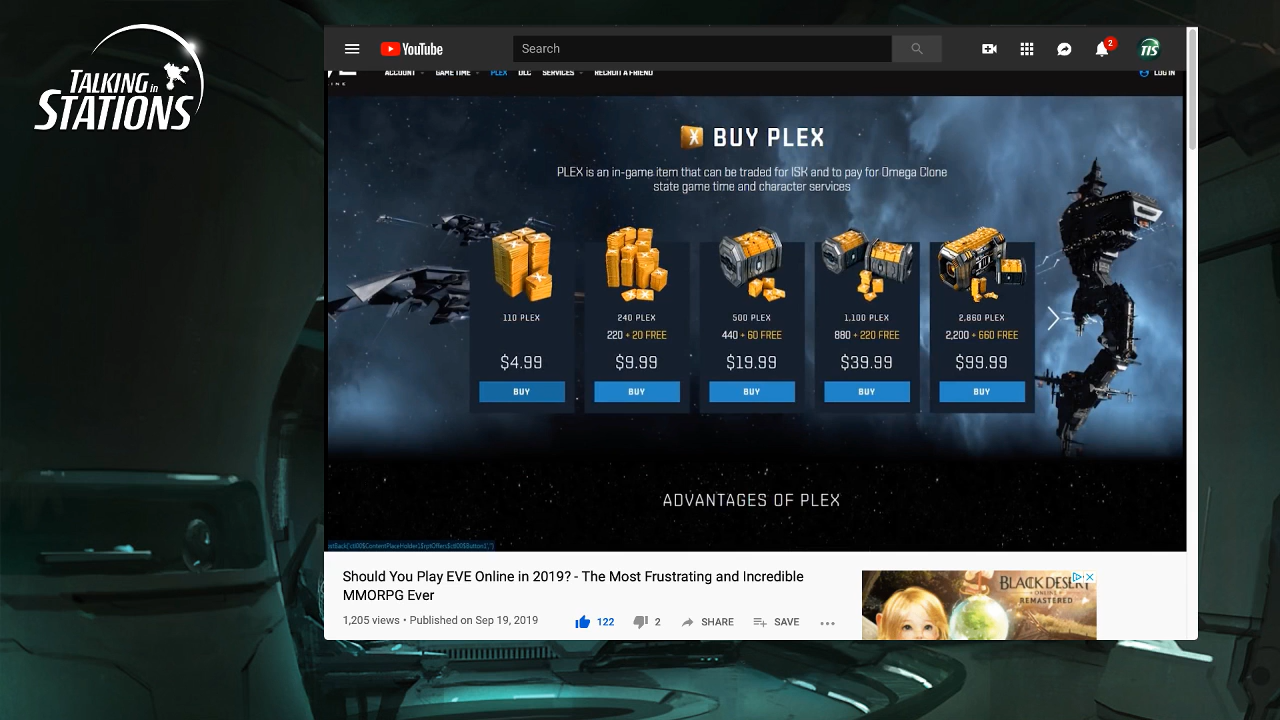 TALKING in
STATIONS
YouTube
Search
2
TIS
ACCOUNT GAME TIME PLEX DLC SERVICES RECRUIT A FRIEND
LOG IN
BUY PLEX
PLEX is an in-game item that can be traded for ISK and to pay for Omega Clone
state game time and character services
110 PLEX
$4.99
BUY
240 PLEX
220 + 20 FREE
$9.99
BUY
500 PLEX
440 + 60 FREE
$19.99
BUY
1,100 PLEX
880 + 220 FREE
$39.99
BUY
2,860 PLEX
2,200 + 660 FREE
$99.99
BUY
ADVANTAGES OF PLEX
Should You Play EVE Online in 2019? - The Most Frustrating and Incredible
MMORPG Ever
1,205 views • Published on Sep 19, 2019
122
2
SHARE
SAVE
BLACK DESERT
ONLINE
REMASTERED